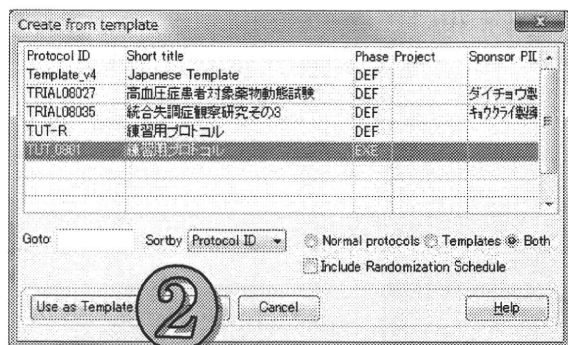 Create from template
Protocol ID Short title Phase Project Sponsor PID
Template_v4 Japanese Template DEF
TRIAL08027 高血圧症患者対象薬物動態試験 DEF ダイチョウ製
TRIAL08035 統合失調症観察研究その3 DEF キョウクライ製
TUT-R 練習用プロトコル DEF
TUT-0801 練習用プロトコル EXE
Goto Sortby Protocol ID Normal protocols Templates Both
Include Randomization Schedule
Use as Template 2 Cancel Help